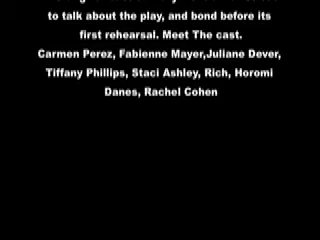 to talk about the play, and bond before its
first rehearsal. Meet The cast.
Carmen Perez, Fabienne Mayer,Juliane Dever,
Tiffany Phillips, Staci Ashley, Rich, Horomi
Danes, Rachel Cohen